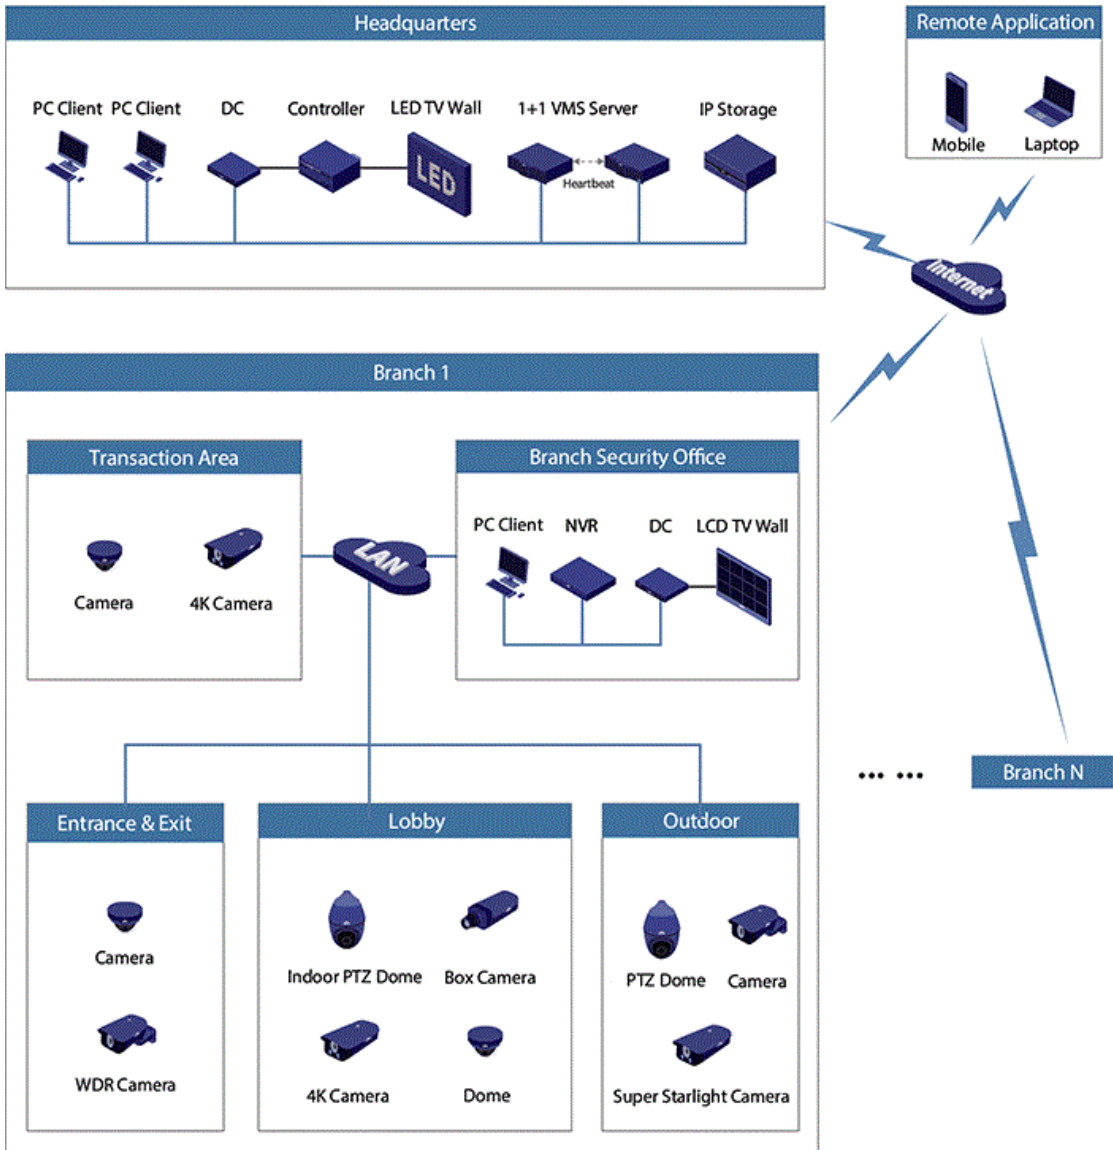 Headquarters
Remote Application
PC Client PC Client DC Controller LED TV Wall 1+1 VMS Server IP Storage
LED
Heartbeat
Mobile Laptop
Internet
Branch 1
Transaction Area
Branch Security Office
PC Client NVR DC LCD TV Wall
LAN
Camera 4K Camera
... ...
Branch N
Entrance & Exit
Lobby
Outdoor
Camera
Indoor PTZ Dome Box Camera
PTZ Dome Camera
WDR Camera
4K Camera Dome
Super Starlight Camera